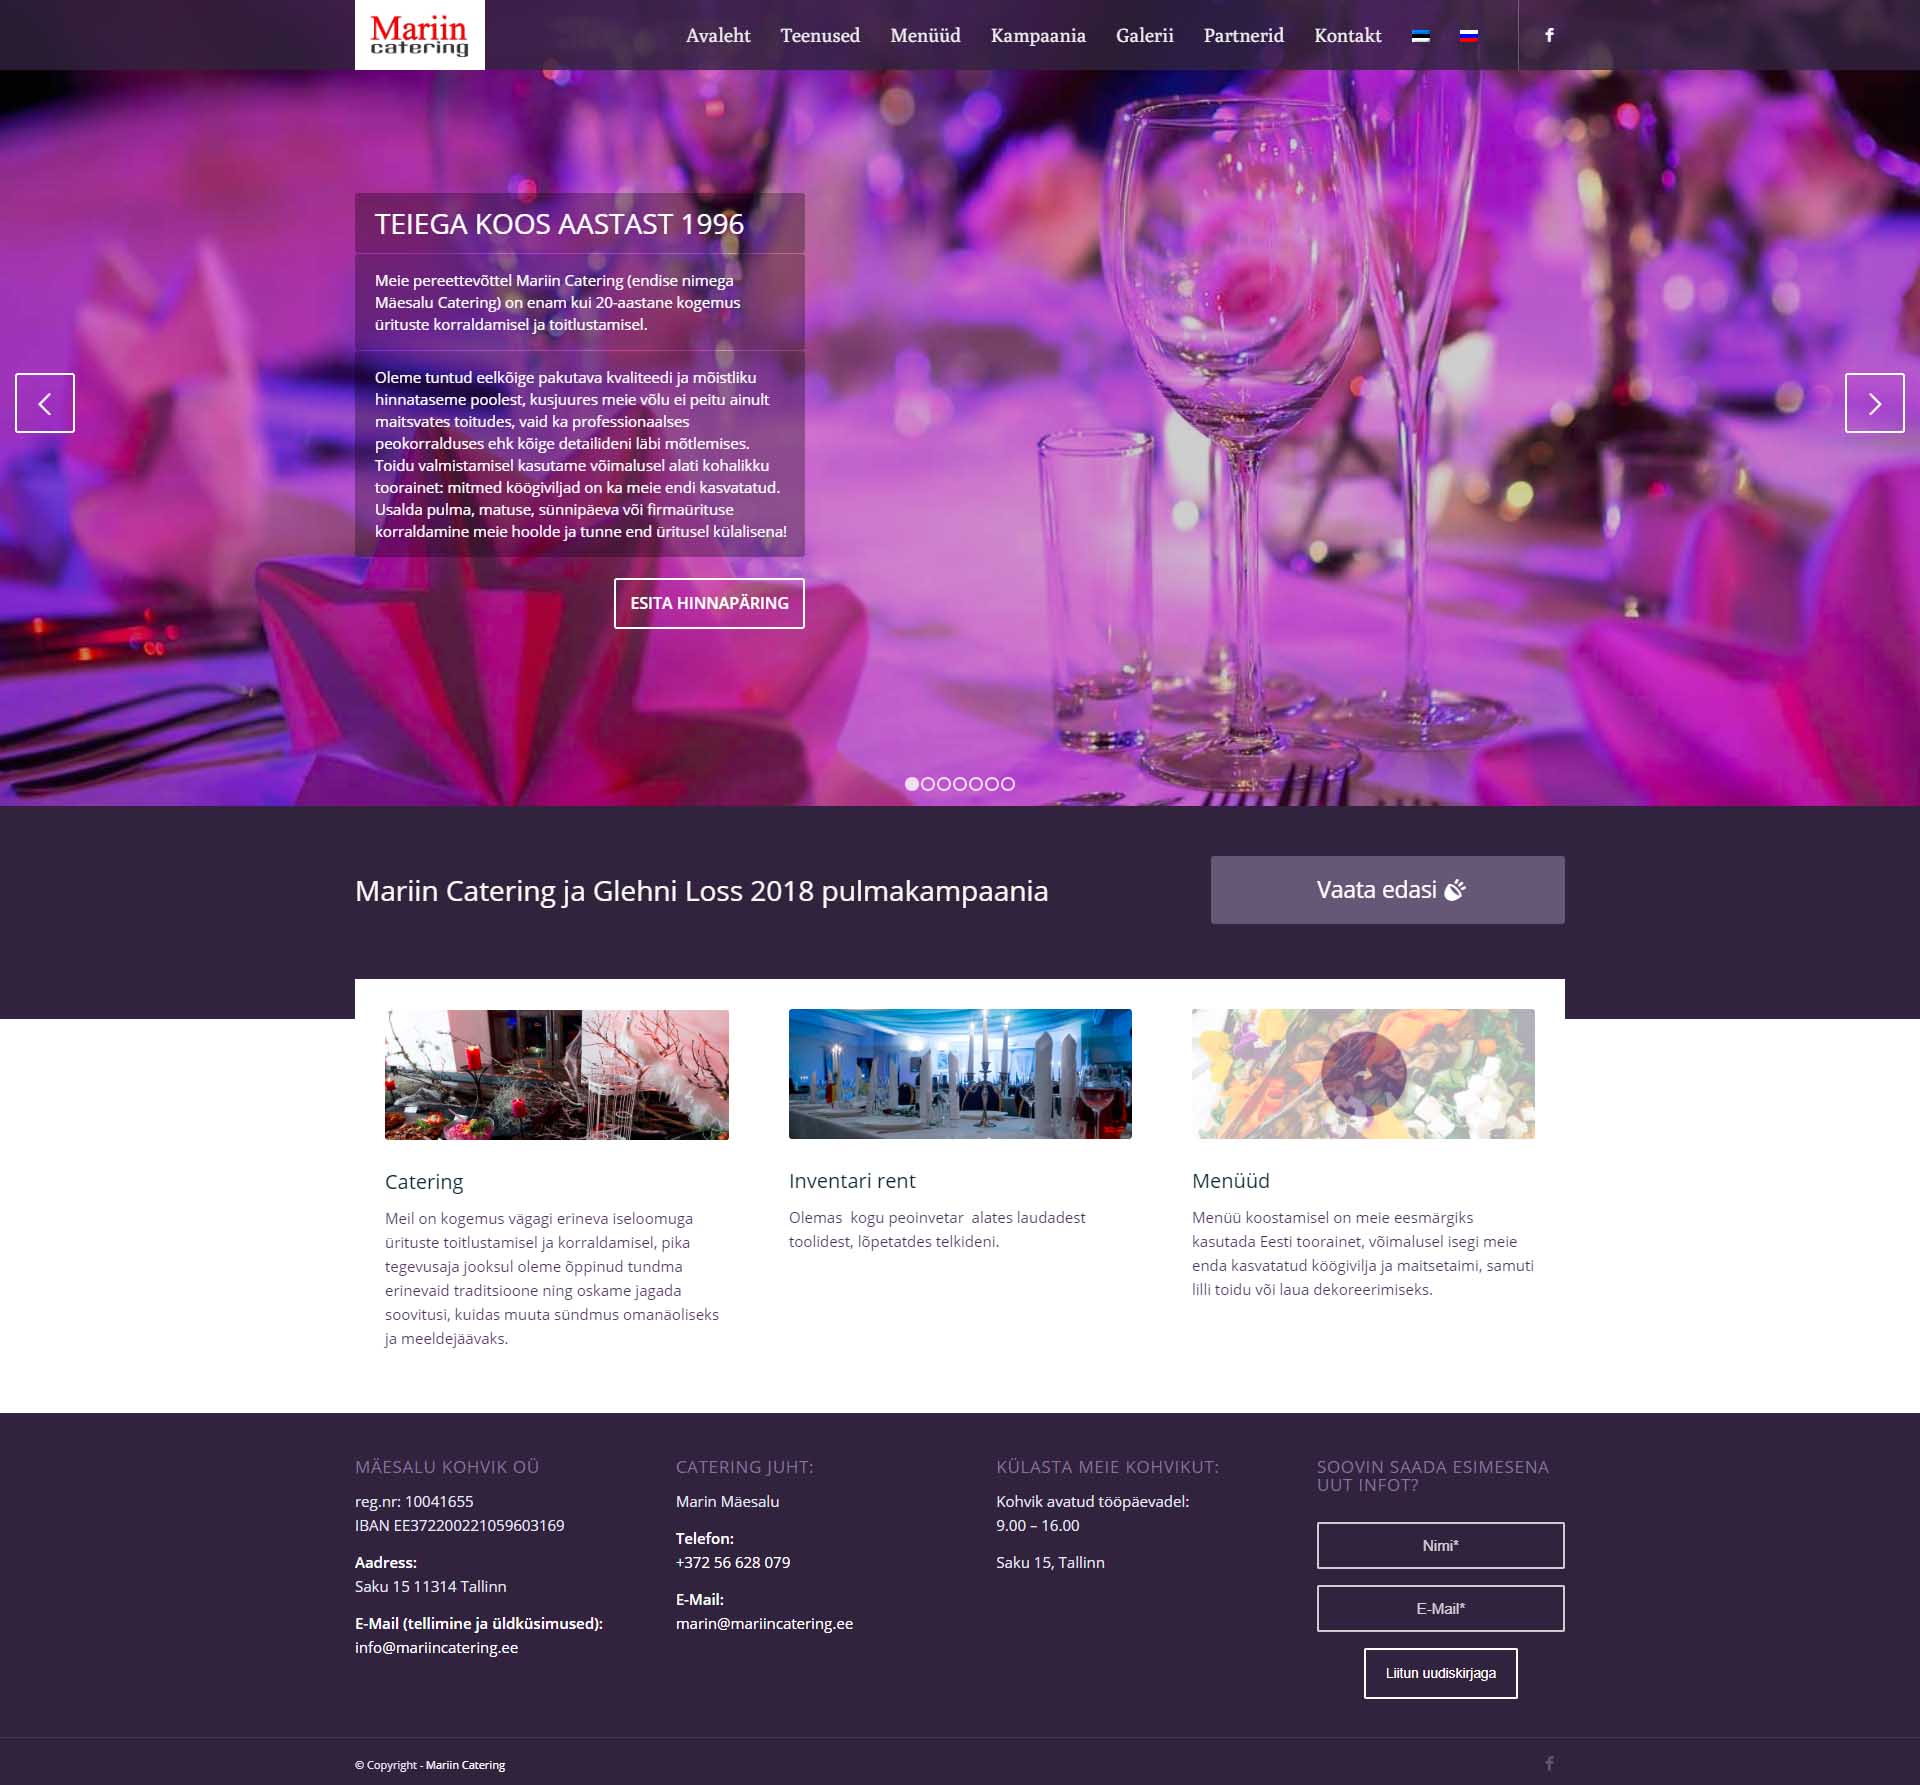 Mariin
catering
Avaleht Teenused Menüüd Kampaania Galerii Partnerid Kontakt
TEIEGA KOOS AASTAST 1996
Meie pereettevõttel Mariin Catering (endise nimega
Mäesalu Catering) on enam kui 20-aastane kogemus
ürituste korraldamisel ja toitlustamisel.
Oleme tuntud eelkõige pakutava kvaliteedi ja mõistliku
hinnataseme poolest, kusjuures meie võlu ei peitu ainult
maitsvates toitudes, vaid ka professionaalses
peokorralduses ehk kõige detailideni läbi mõtlemises.
Toidu valmistamisel kasutame võimalusel alati kohalikku
toorainet: mitmed köögiviljad on ka meie endi kasvatatud.
Usalda pulma, matuse, sünnipäeva või firmaürituse
korraldamine meie hoolde ja tunne end üritusel külalisena!
ESITA HINNAPÄRING
Mariin Catering ja Glehni Loss 2018 pulmakampaania
Vaata edasi
Catering
Meil on kogemus vägagi erineva iseloomuga
ürituste toitlustamisel ja korraldamisel, pika
tegevusaja jooksul oleme õppinud tundma
erinevaid traditsioone ning oskame jagada
soovitusi, kuidas muuta sündmus omanäoliseks
ja meeldejäävaks.
Inventari rent
Olemas kogu peoinvetar alates laudadest
toolidest, lõpetatdes telkideni.
Menüüd
Menüü koostamisel on meie eesmärgiks
kasutada Eesti toorainet, võimalusel isegi meie
enda kasvatatud köögivilja ja maitsetaimi, samuti
lilli toidu või laua dekoreerimiseks.
MÄESALU KOHVIK OÜ
reg.nr: 10041655
IBAN EE372200221059603169
Aadress:
Saku 15 11314 Tallinn
E-Mail (tellimine ja üldküsimused):
info@mariincatering.ee
CATERING JUHT:
Marin Mäesalu
Telefon:
+372 56 628 079
E-Mail:
marin@mariincatering.ee
KÜLASTA MEIE KOHVIKUT:
Kohvik avatud tööpäevadel:
9.00 – 16.00
Saku 15, Tallinn
SOOVIN SAADA ESIMESENA
UUT INFOT?
Nimi*
E-Mail*
Liitun uudiskirjaga
© Copyright - Mariin Catering